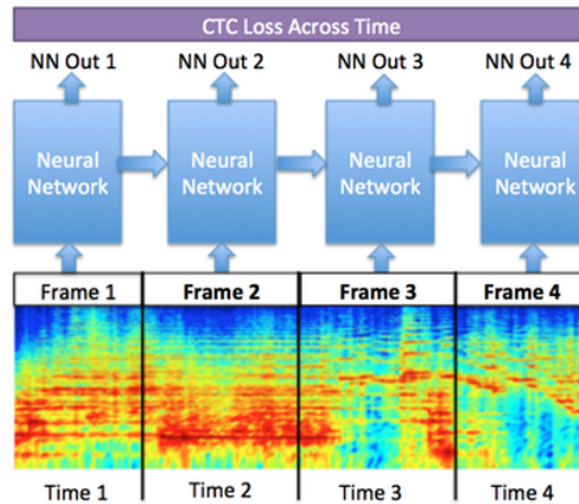 CTC Loss Across Time
NN Out 1 NN Out 2 NN Out 3 NN Out 4
Neural Network Neural Network Neural Network Neural Network
Frame 1 Frame 2 Frame 3 Frame 4
Time 1 Time 2 Time 3 Time 4